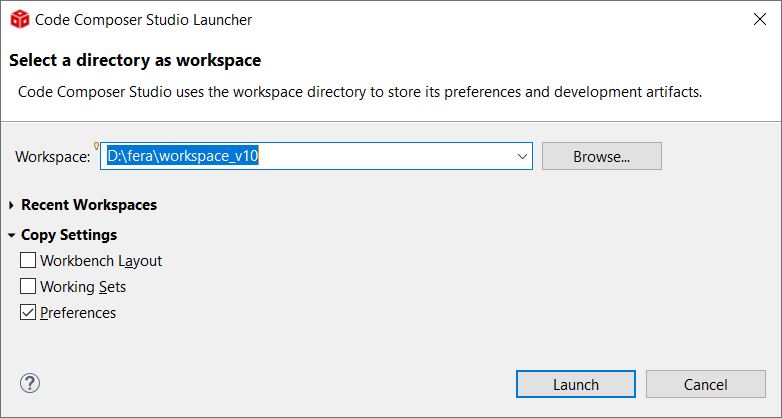 Code Composer Studio Launcher
Select a directory as workspace
Code Composer Studio uses the workspace directory to store its preferences and development artifacts.
Workspace: D:\fera\workspace_v10 Browse...
Recent Workspaces
Copy Settings
Workbench Layout
Working Sets
Preferences
? Launch Cancel